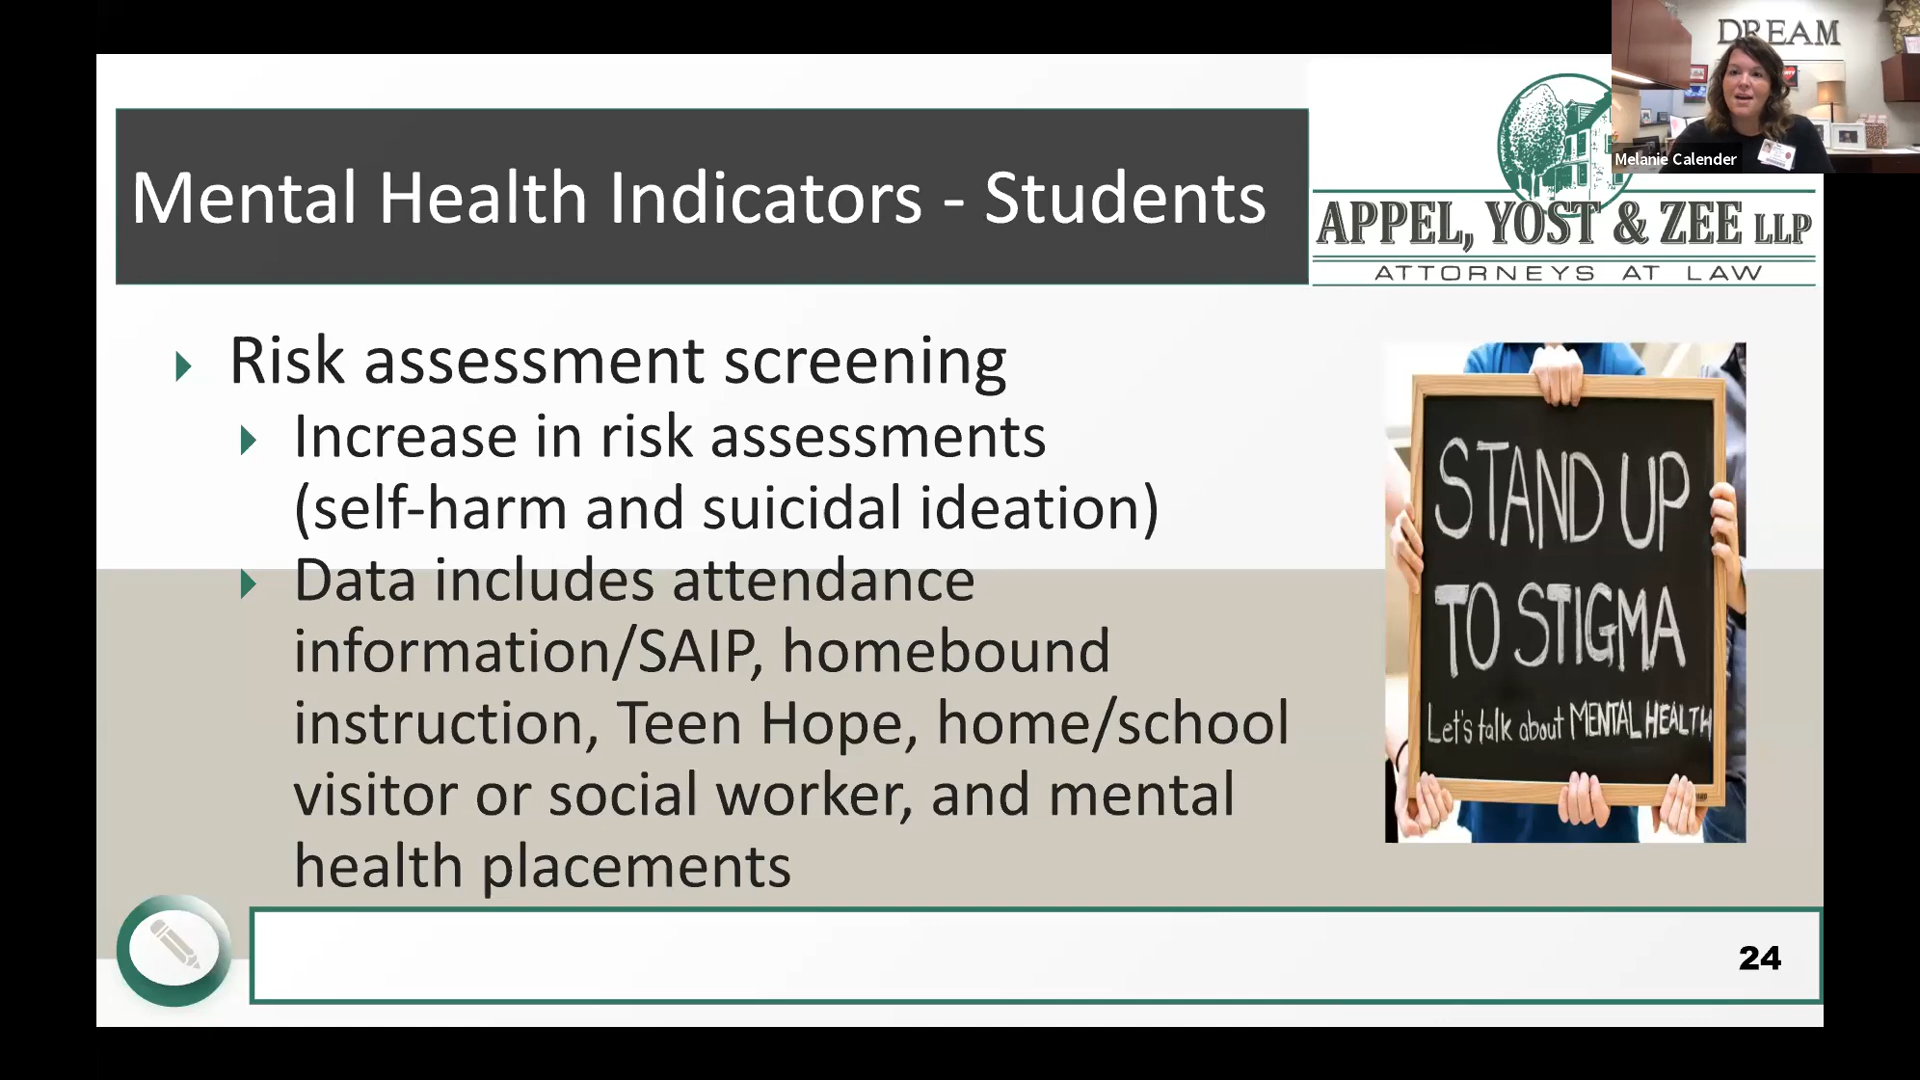 DREAM
Melanie Calender
Mental Health Indicators - Students
APPEL, YOST & ZEE LLP
ATTORNEYS AT LAW
Risk assessment screening
Increase in risk assessments
(self-harm and suicidal ideation)
Data includes attendance
information/SAIP, homebound
instruction, Teen Hope, home/school
visitor or social worker, and mental
health placements
STAND UP
TO STIGMA
Let's talk about MENTAL HEALTH
24